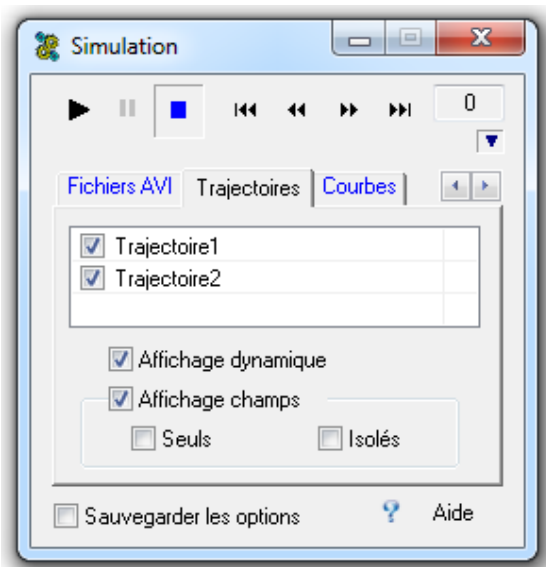 Simulation
0
Fichiers AVI Trajectoires Courbes
Trajectoire1
Trajectoire2
Affichage dynamique
Affichage champs
Seuls Isolés
Sauvegarder les options ? Aide